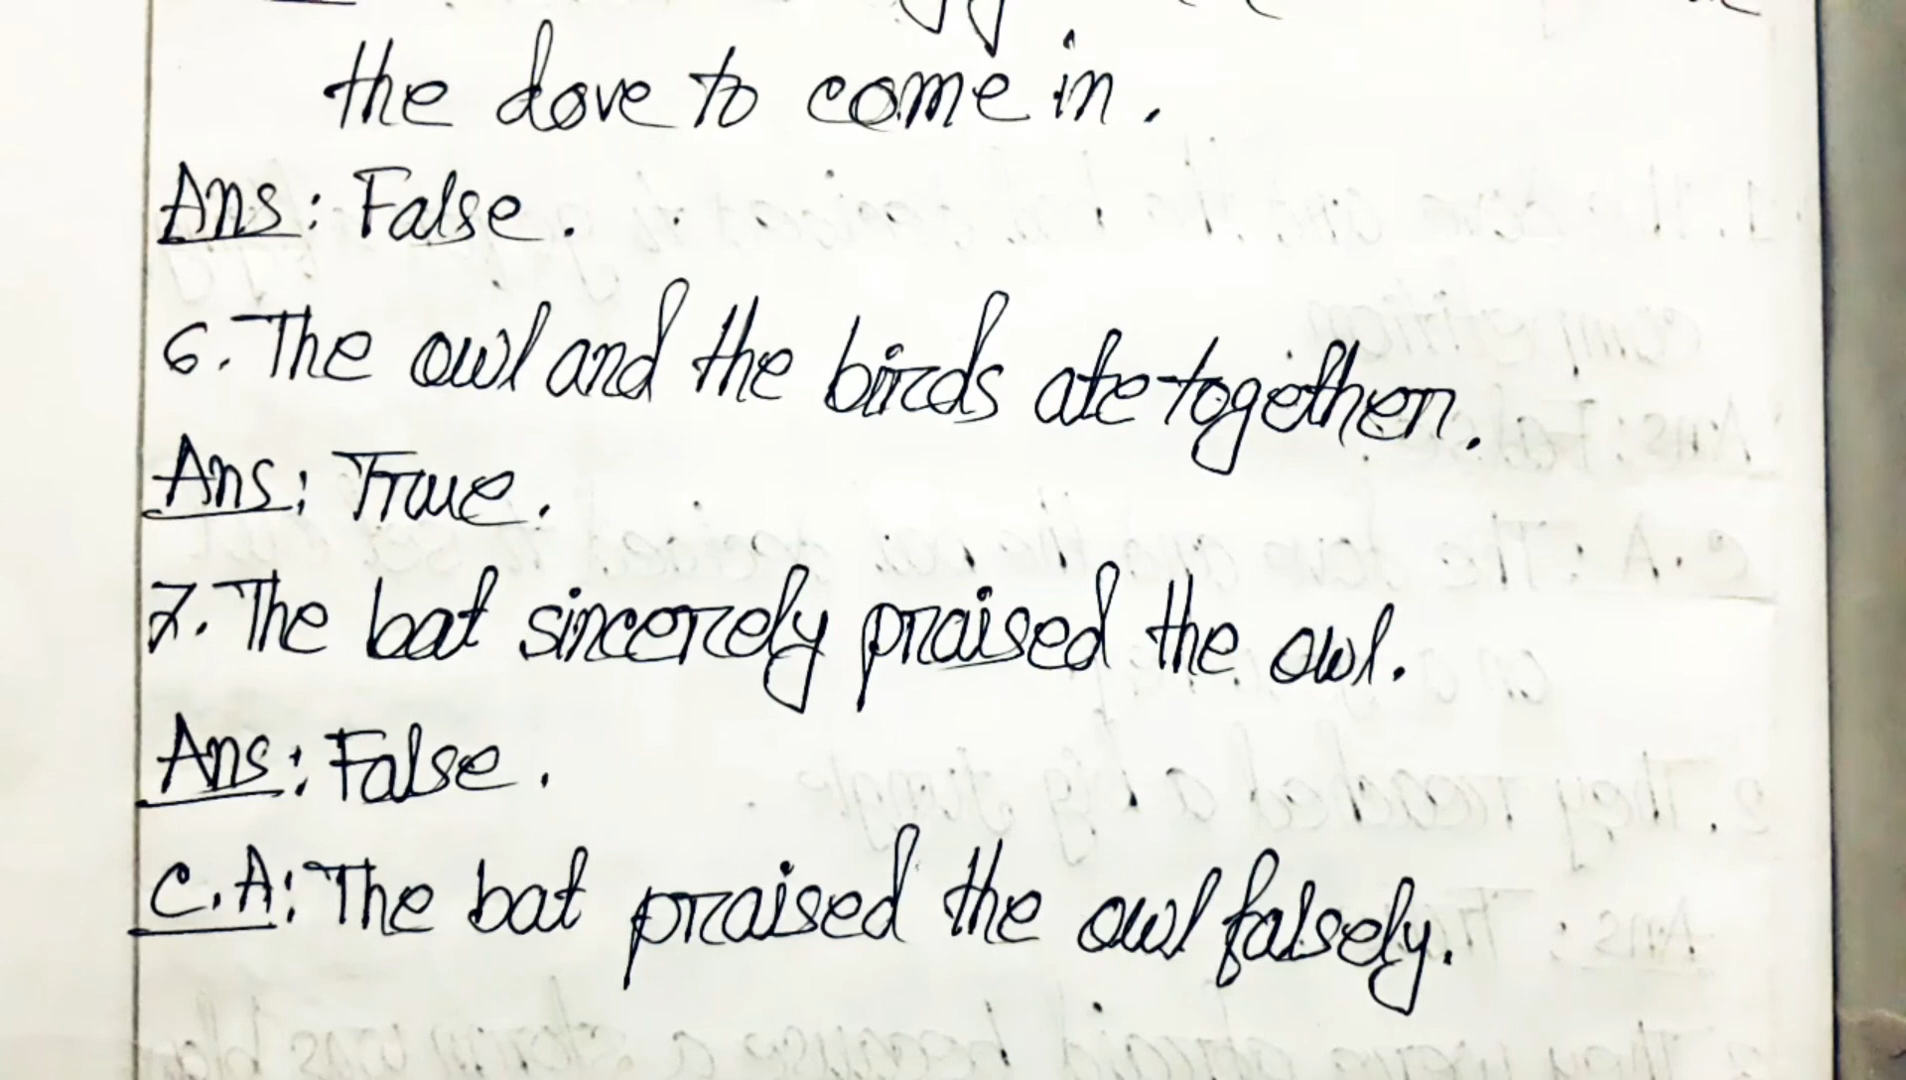 the dove to come in.
Ans: False.
6. The owl and the birds ate together.
Ans: True.
7. The bat sincerely praised the owl.
Ans: False.
C.A: The bat praised the owl falsely.